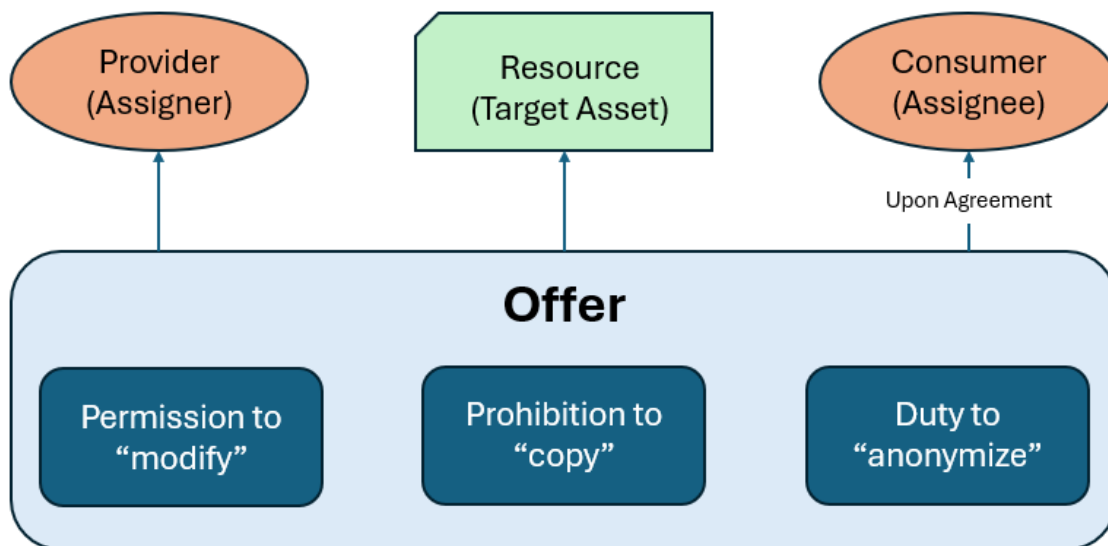 Provider
(Assigner)
Resource
(Target Asset)
Consumer
(Assignee)
Upon Agreement
Offer
Permission to
“modify”
Prohibition to
“copy”
Duty to
“anonymize”